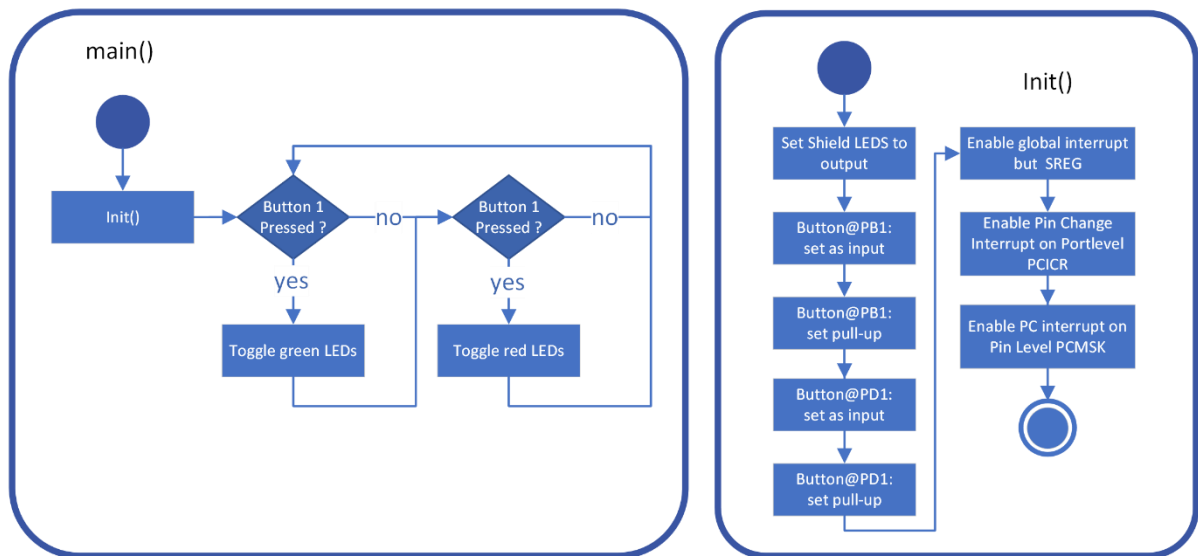 main()
Init()
Button 1
Pressed ?
no
yes
Toggle green LEDs
Button 1
Pressed ?
no
yes
Toggle red LEDs
Init()
Set Shield LEDS to
output
Button@PB1:
set as input
Button@PB1:
set pull-up
Button@PD1:
set as input
Button@PD1:
set pull-up
Enable global interrupt
but SREG
Enable Pin Change
Interrupt on Portlevel
PCICR
Enable PC interrupt on
Pin Level PCMSK